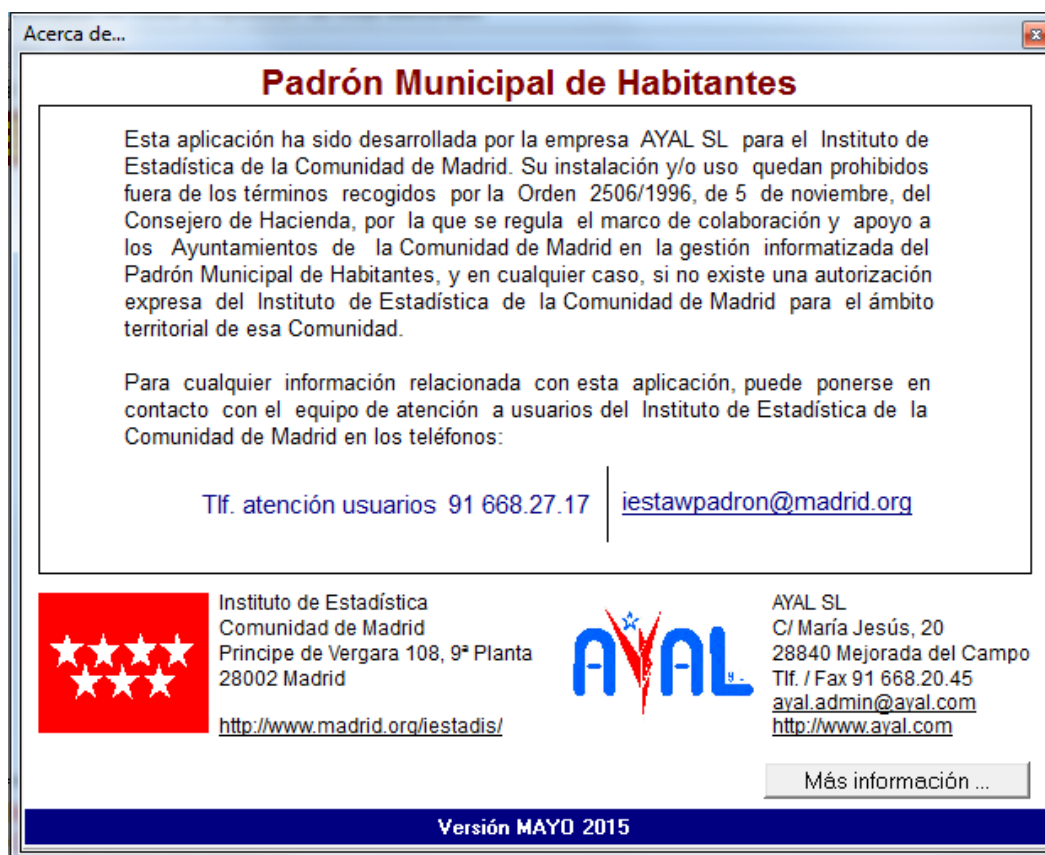 Acerca de...
Padrón Municipal de Habitantes
Esta aplicación ha sido desarrollada por la empresa AYAL SL para el Instituto de
Estadística de la Comunidad de Madrid. Su instalación y/o uso quedan prohibidos
fuera de los términos recogidos por la Orden 2506/1996, de 5 de noviembre, del
Consejero de Hacienda, por la que se regula el marco de colaboración y apoyo a
los Ayuntamientos de la Comunidad de Madrid en la gestión informatizada del
Padrón Municipal de Habitantes, y en cualquier caso, si no existe una autorización
expresa del Instituto de Estadística de la Comunidad de Madrid para el ámbito
territorial de esa Comunidad.
Para cualquier información relacionada con esta aplicación, puede ponerse en
contacto con el equipo de atención a usuarios del Instituto de Estadística de la
Comunidad de Madrid en los teléfonos:
Tlf. atención usuarios 91 668.27.17
iestawpadron@madrid.org
Instituto de Estadística
Comunidad de Madrid
Principe de Vergara 108, 9ª Planta
28002 Madrid
http://www.madrid.org/iestadis/
AYAL
AYAL SL
C/ María Jesús, 20
28840 Mejorada del Campo
Tlf. / Fax 91 668.20.45
ayal.admin@ayal.com
http://www.ayal.com
Más información ...
Versión MAYO 2015